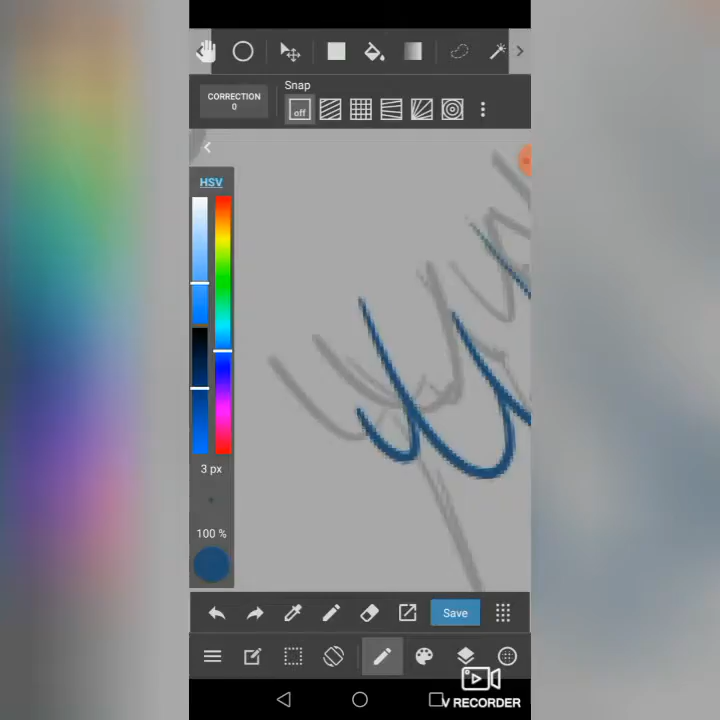 Snap
CORRECTION
0
off
HSV
3 px
100 %
Save
V RECORDER